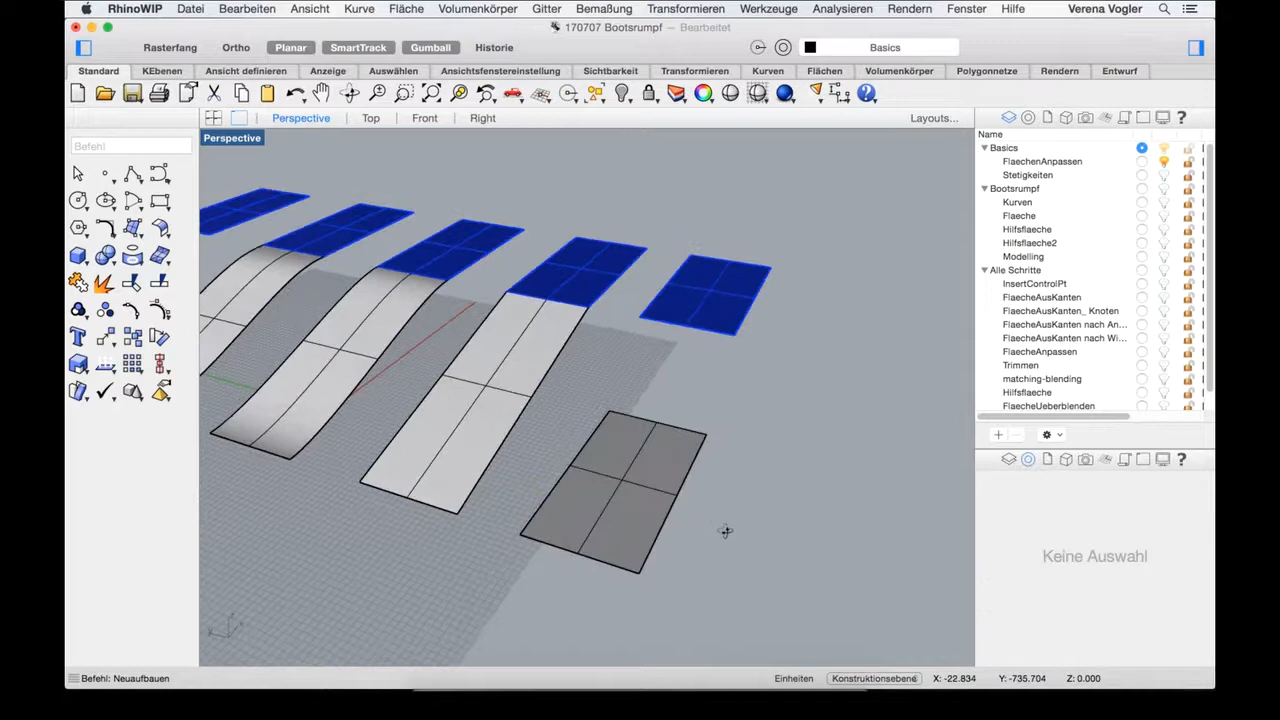 RhinoWIP Datei Bearbeiten Ansicht Kurve Fläche Volumenkörper Gitter Bemaßung Transformieren Werkzeuge Analysieren Rendern Fenster Hilfe Verena Vogler
170707 Bootsrumpf — Bearbeitet
Rasterfang Ortho Planar SmartTrack Gumball Historie Basics
Standard KEbenen Ansicht definieren Anzeige Auswählen Ansichtsfenstereinstellung Sichtbarkeit Transformieren Kurven Flächen Volumenkörper Polygonnetze Rendern Entwurf
Perspective Top Front Right Layouts...
Perspective
Befehl
Name
Basics
FlaechenAnpassen
Stetigkeiten
Bootsrumpf
Kurven
Flaeche
Hilfsflaeche
Hilfsflaeche2
Modelling
Alle Schritte
InsertControlPt
FlaecheAusKanten
FlaecheAusKanten_ Knoten
FlaecheAusKanten nach An...
FlaecheAusKanten nach Wi...
FlaecheAnpassen
Trimmen
matching-blending
Hilfsflaeche
FlaecheUeberblenden
Keine Auswahl
Befehl: Neuaufbauen Einheiten Konstruktionsebene X: -22.834 Y: -735.704 Z: 0.000